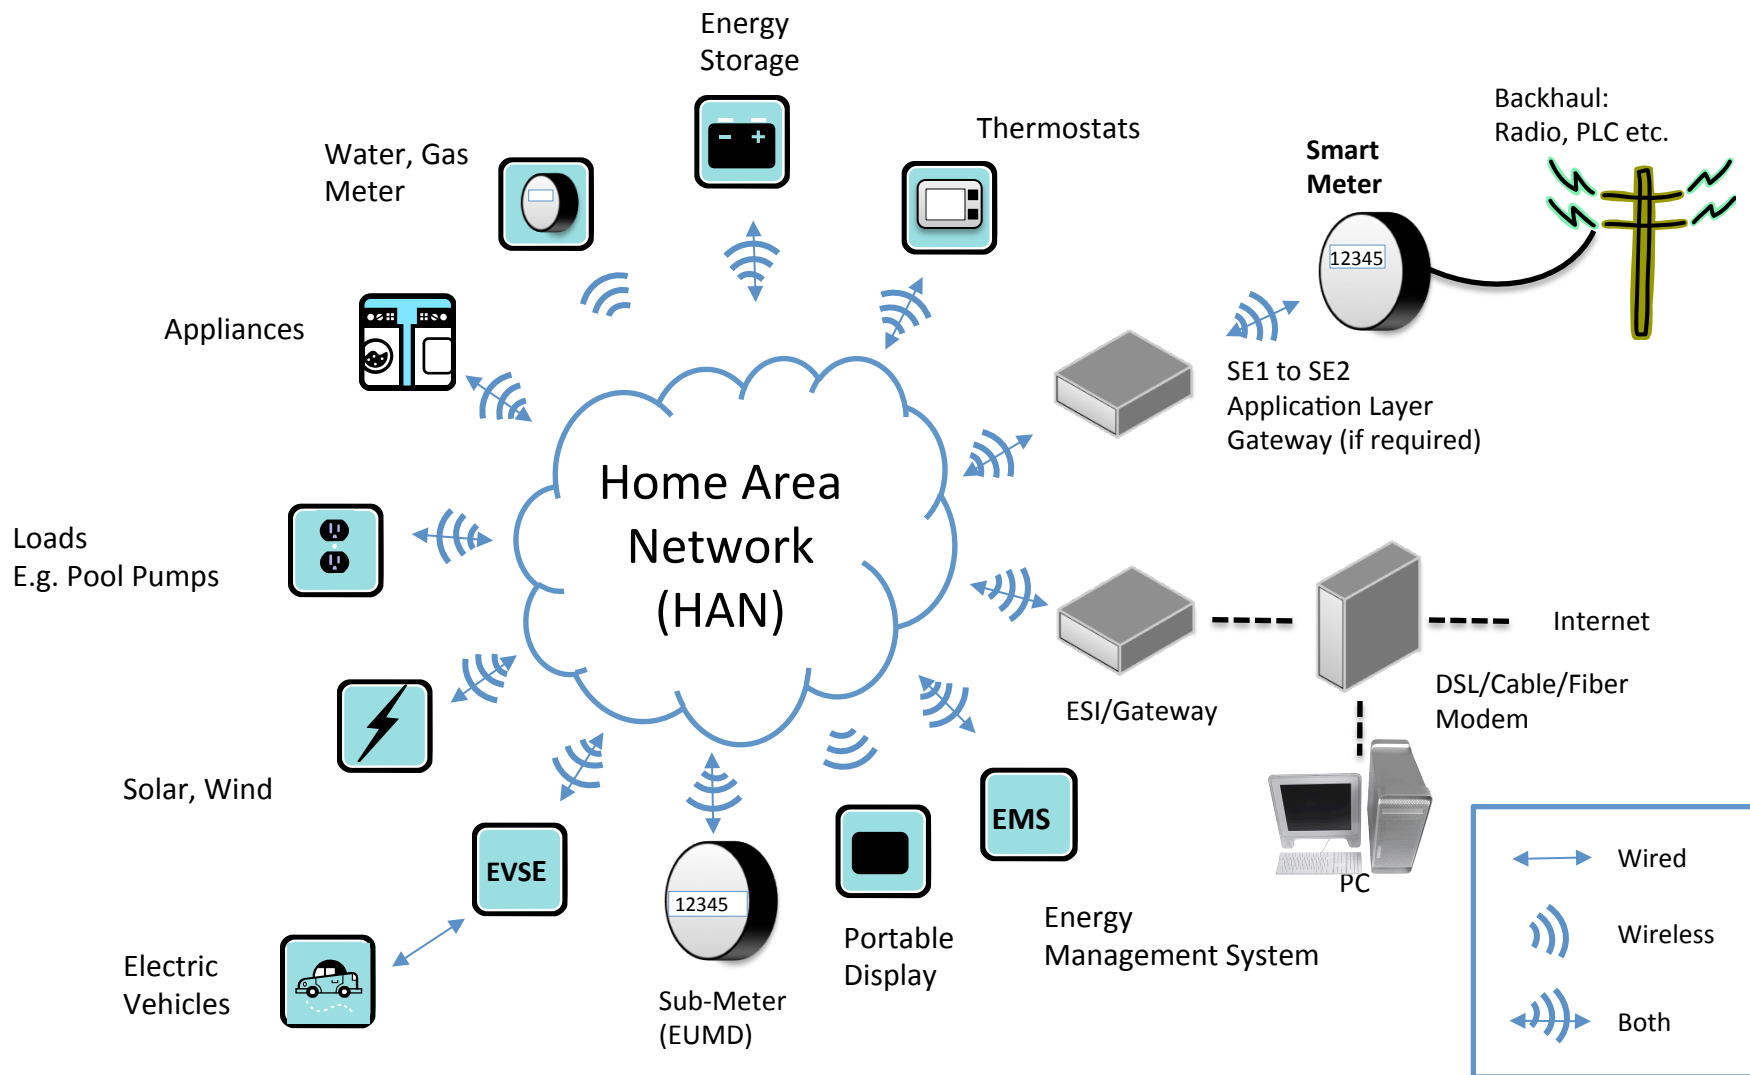 Energy
Storage
Thermostats
Water, Gas
Meter
Smart
Meter
Backhaul:
Radio, PLC etc.
12345
Appliances
SE1 to SE2
Application Layer
Gateway (if required)
Home Area
Network
(HAN)
Loads
E.g. Pool Pumps
Internet
ESI/Gateway
DSL/Cable/Fiber
Modem
Solar, Wind
EVSE
12345
EMS
PC
Electric
Vehicles
Sub-Meter
(EUMD)
Portable
Display
Energy
Management System
Wired
Wireless
Both